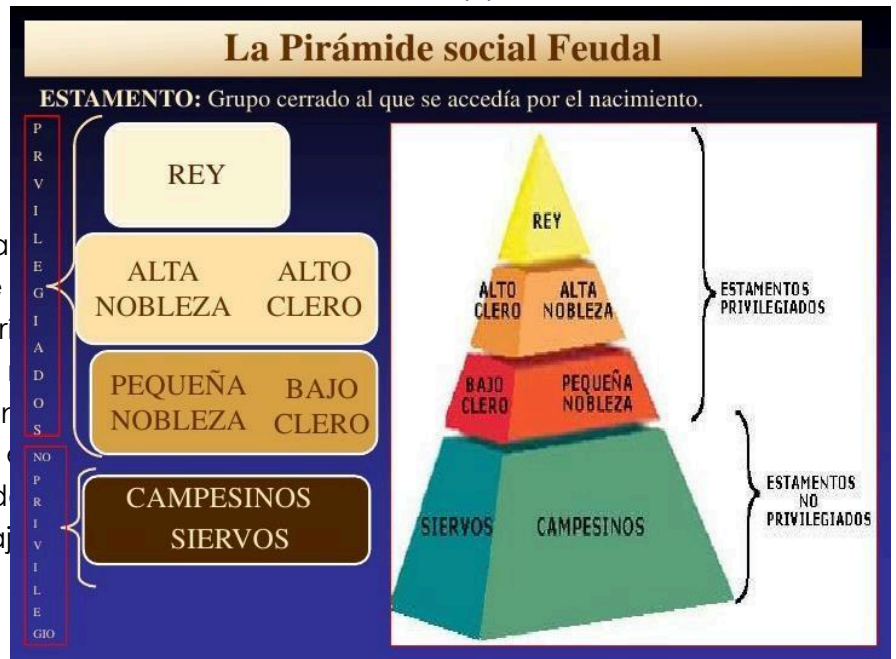 La Pirámide social Feudal
ESTAMENTO: Grupo cerrado al que se accedía por el nacimiento.
P
R
V
I
L
E
G
I
A
D
O
S
REY
ALTA
NOBLEZA
ALTO
CLERO
PEQUEÑA
NOBLEZA
BAJO
CLERO
NO
P
R
I
V
I
L
E
GIO
CAMPESINOS
SIERVOS
REY
ALTO
CLERO
ALTA
NOBLEZA
BAJO
CLERO
PEQUEÑA
NOBLEZA
SIERVOS
CAMPESINOS
ESTAMENTOS
PRIVILEGIADOS
ESTAMENTOS
NO
PRIVILEGIADOS